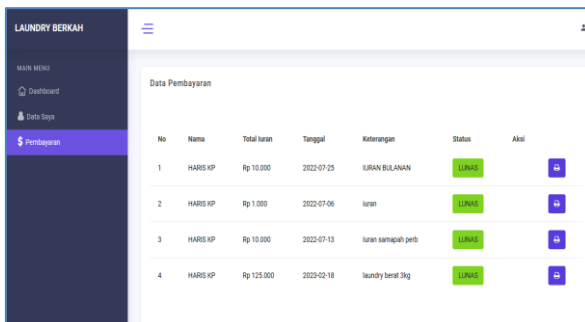 LAUNDRY BERKAH
MAIN MENU
Dashboard
Data Saya
Pembayaran
Data Pembayaran
No Nama Total Iuran Tanggal Keterangan Status Aksi
1 HARIS KP Rp 10.000 2022-07-25 IURAN BULANAN LUNAS
2 HARIS KP Rp 1.000 2022-07-06 iuran LUNAS
3 HARIS KP Rp 10.000 2022-07-13 iuran samapah perb LUNAS
4 HARIS KP Rp 125.000 2023-02-18 laundry berat 3kg LUNAS